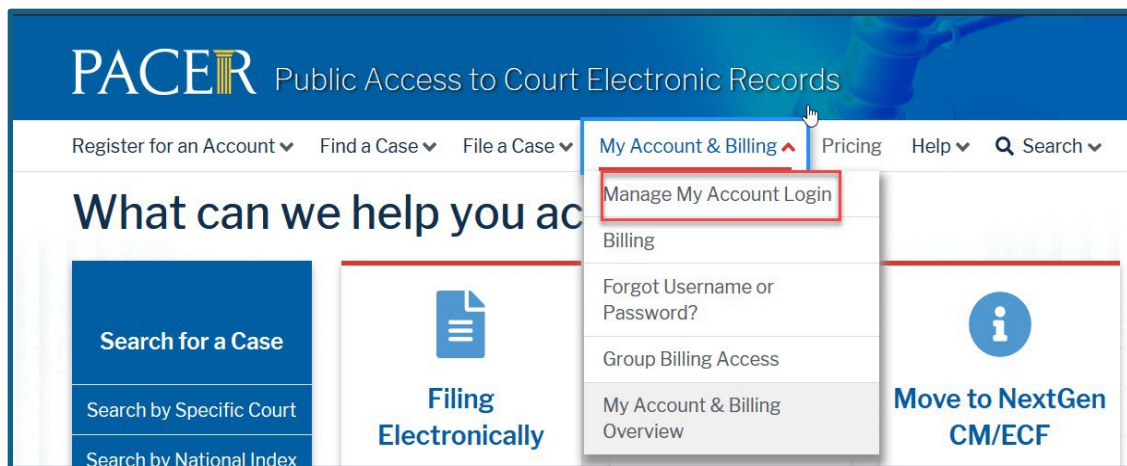 PACER Public Access to Court Electronic Records
Register for an Account Find a Case File a Case My Account & Billing Pricing Help Search
What can we help you ac
Manage My Account Login
Billing
Forgot Username or
Password?
Group Billing Access
My Account & Billing
Overview
Search for a Case
Search by Specific Court
Search by National Index
Filing
Electronically
Move to NextGen
CM/ECF